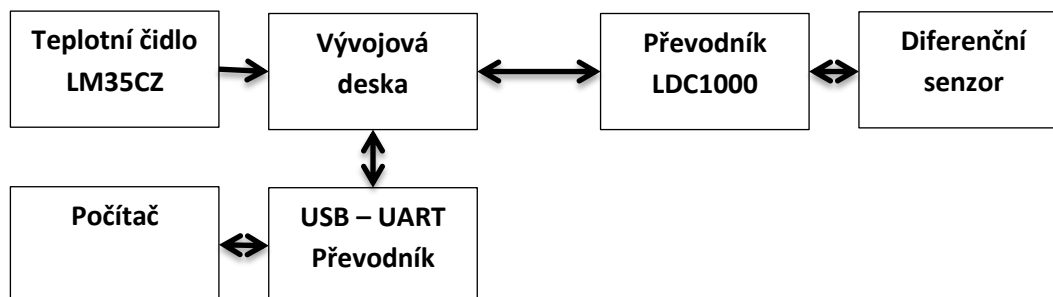 Teplotní čidlo
LM35CZ
Vývojová
deska
Převodník
LDC1000
Diferenční
senzor
Počítač
USB – UART
Převodník